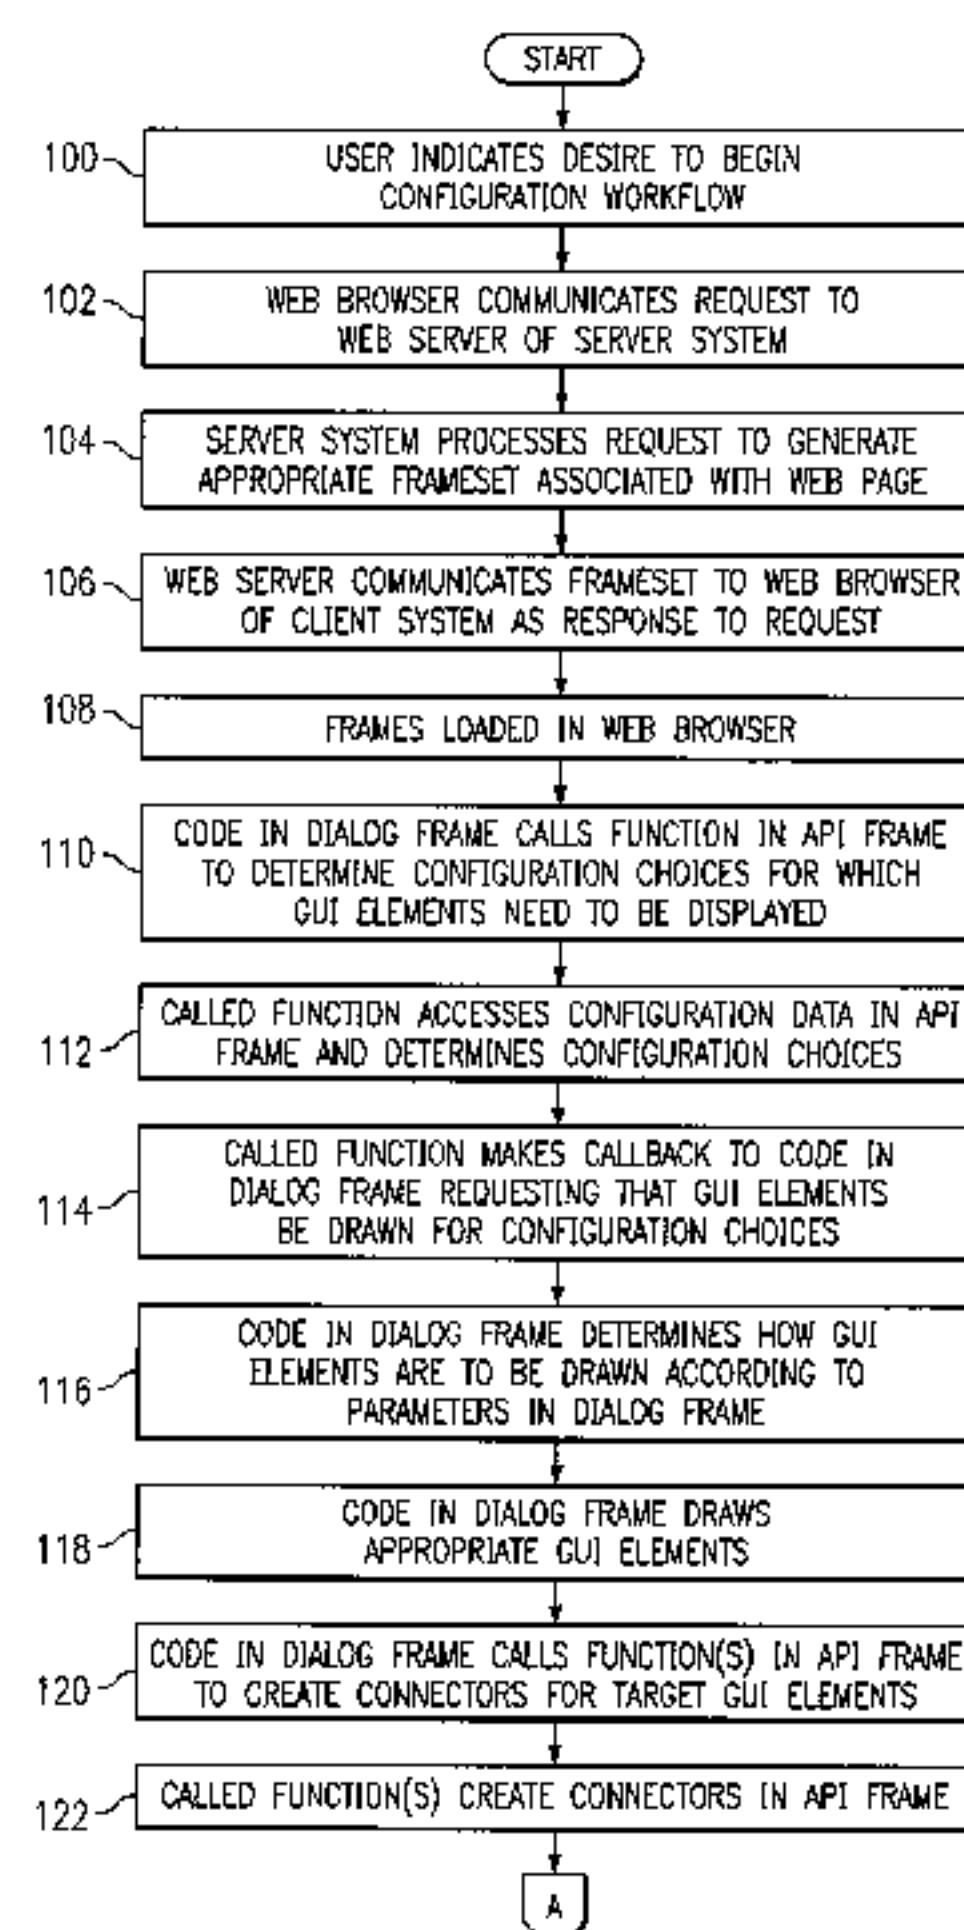 START
100
USER INDICATES DESIRE TO BEGIN
CONFIGURATION WORKFLOW
102
WEB BROWSER COMMUNICATES REQUEST TO
WEB SERVER OF SERVER SYSTEM
104
SERVER SYSTEM PROCESSES REQUEST TO GENERATE
APPROPRIATE FRAMESET ASSOCIATED WITH WEB PAGE
106
WEB SERVER COMMUNICATES FRAMESET TO WEB BROWSER
OF CLIENT SYSTEM AS RESPONSE TO REQUEST
108
FRAMES LOADED IN WEB BROWSER
110
CODE IN DIALOG FRAME CALLS FUNCTION IN API FRAME
TO DETERMINE CONFIGURATION CHOICES FOR WHICH
GUI ELEMENTS NEED TO BE DISPLAYED
112
CALLED FUNCTION ACCESSES CONFIGURATION DATA IN API
FRAME AND DETERMINES CONFIGURATION CHOICES
114
CALLED FUNCTION MAKES CALLBACK TO CODE IN
DIALOG FRAME REQUESTING THAT GUI ELEMENTS
BE DRAWN FOR CONFIGURATION CHOICES
116
CODE IN DIALOG FRAME DETERMINES HOW GUI
ELEMENTS ARE TO BE DRAWN ACCORDING TO
PARAMETERS IN DIALOG FRAME
118
CODE IN DIALOG FRAME DRAWS
APPROPRIATE GUI ELEMENTS
120
CODE IN DIALOG FRAME CALLS FUNCTION(S) IN API FRAME
TO CREATE CONNECTORS FOR TARGET GUI ELEMENTS
122
CALLED FUNCTION(S) CREATE CONNECTORS IN API FRAME
A